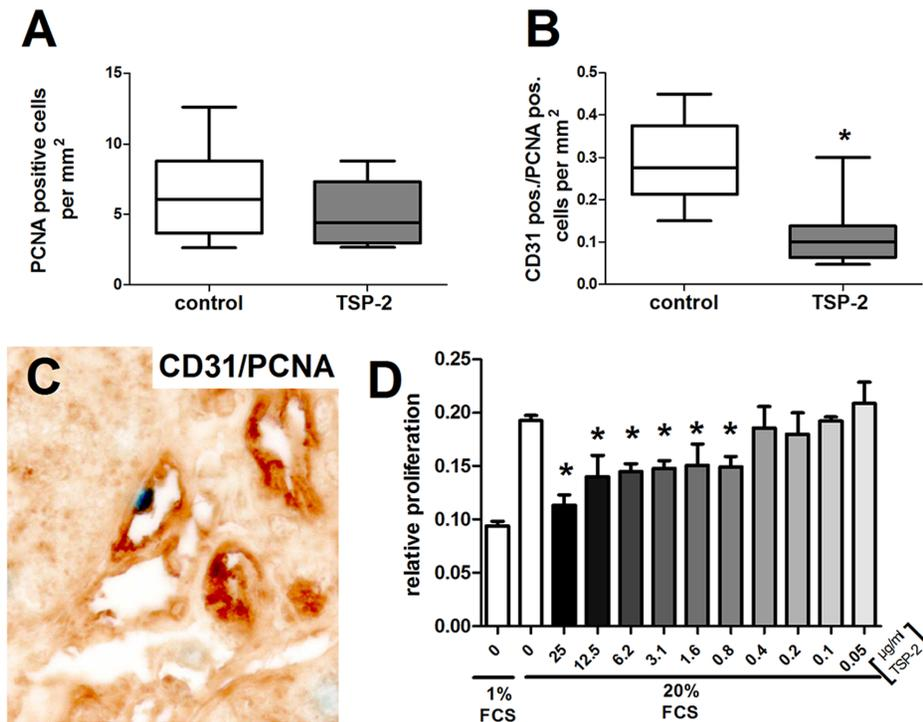 A
PCNA positive cells
per mm2
15
10
5
0
control
TSP-2
B
CD31 pos./PCNA pos.
cells per mm2
0.5
0.4
0.3
0.2
0.1
0.0
*
control
TSP-2
C
CD31/PCNA
D
relative proliferation
0.25
0.20
0.15
0.10
0.05
0.00
* * * * * *
0 0 25 12.5 6.2 3.1 1.6 0.8 0.4 0.2 0.1 0.05
[µg/ml
TSP-2]
1%
FCS
20%
FCS